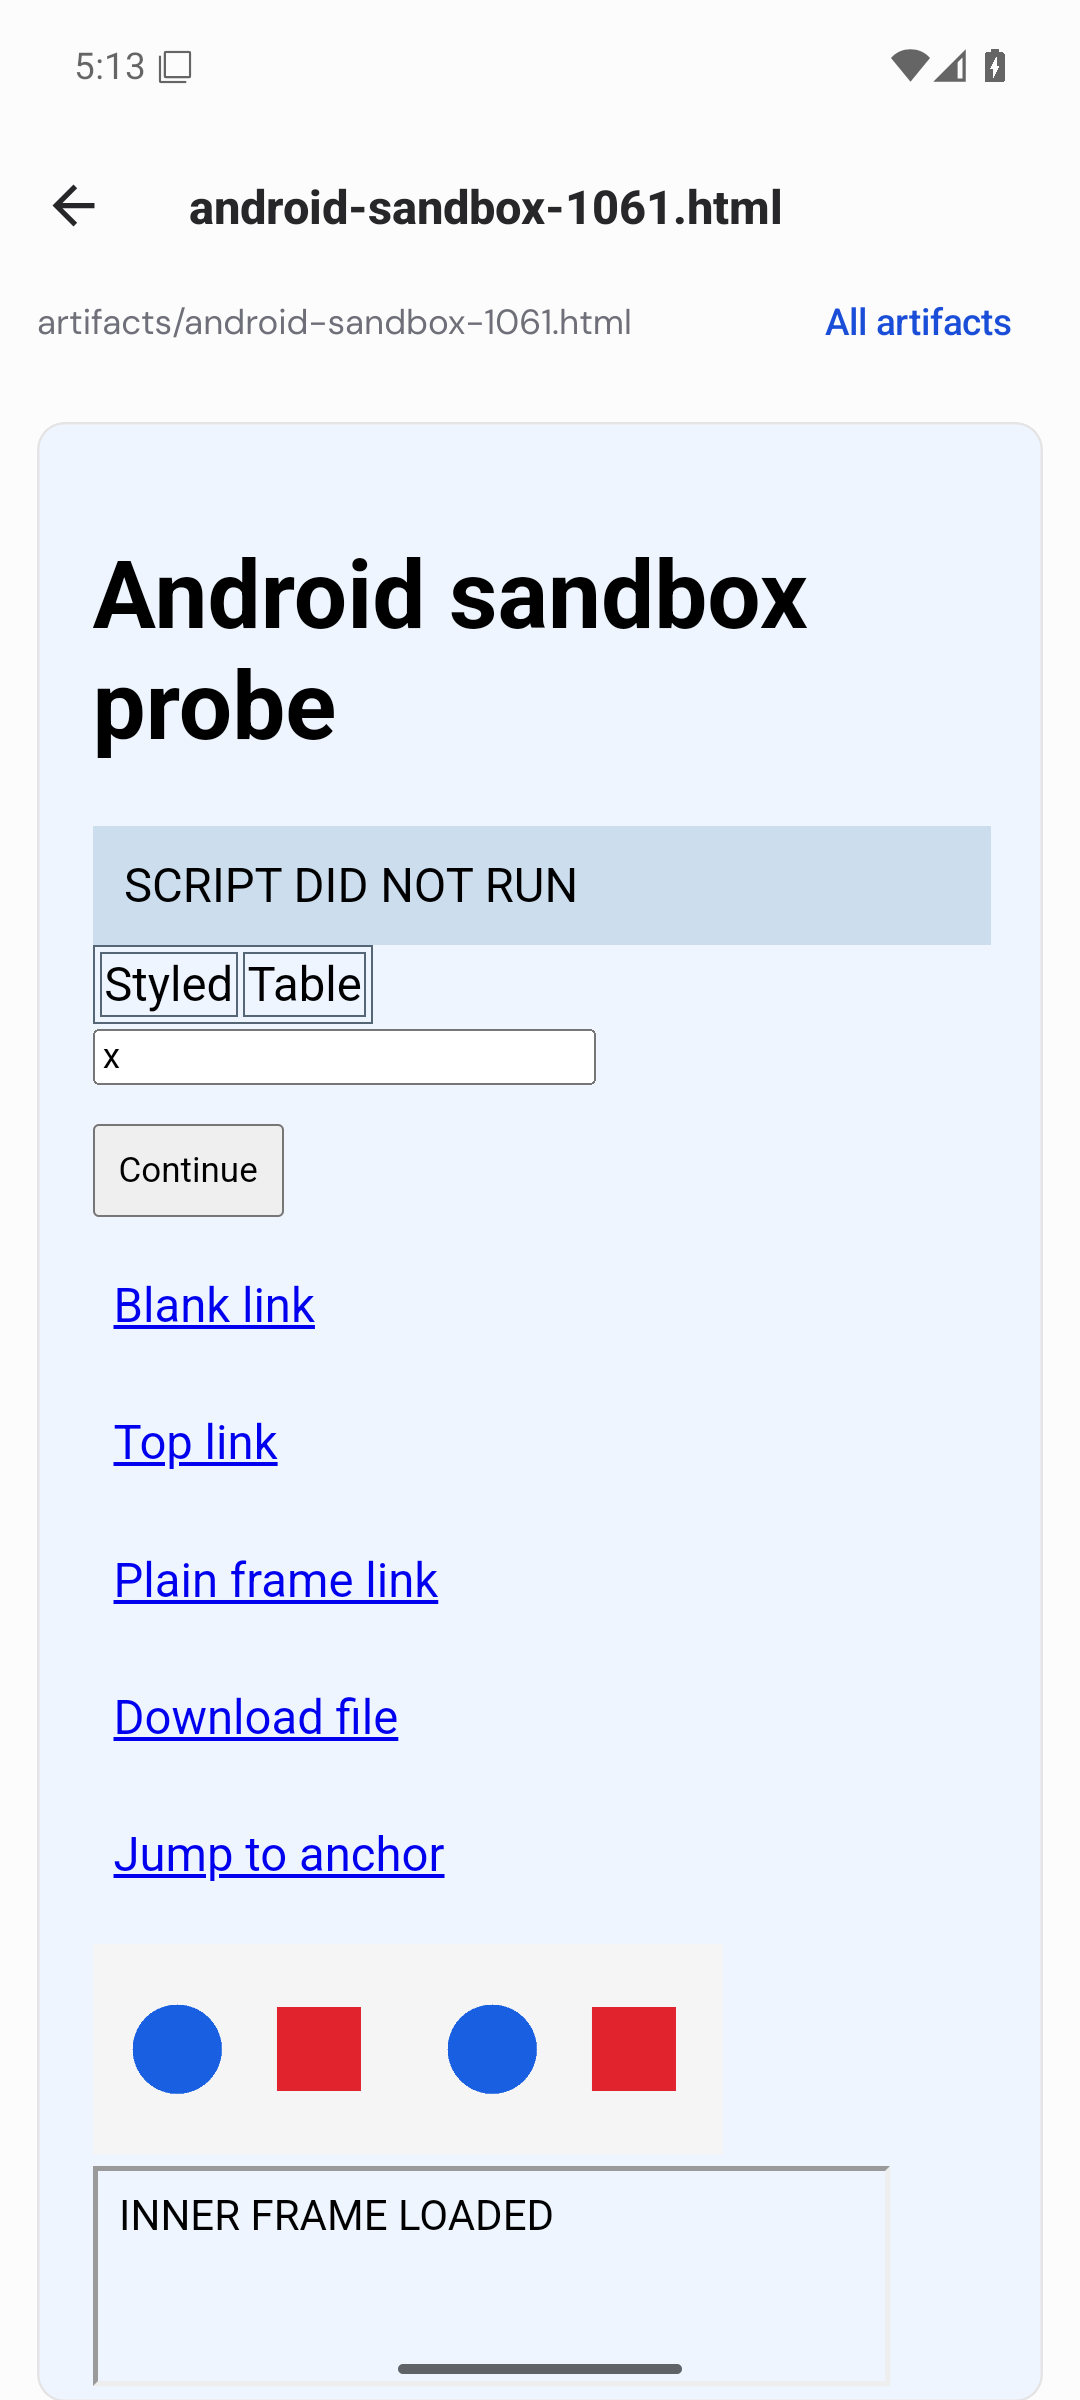 5:13
android-sandbox-1061.html
artifacts/android-sandbox-1061.html All artifacts
Android sandbox
probe
SCRIPT DID NOT RUN
Styled Table
x
Continue
Blank link
Top link
Plain frame link
Download file
Jump to anchor
INNER FRAME LOADED